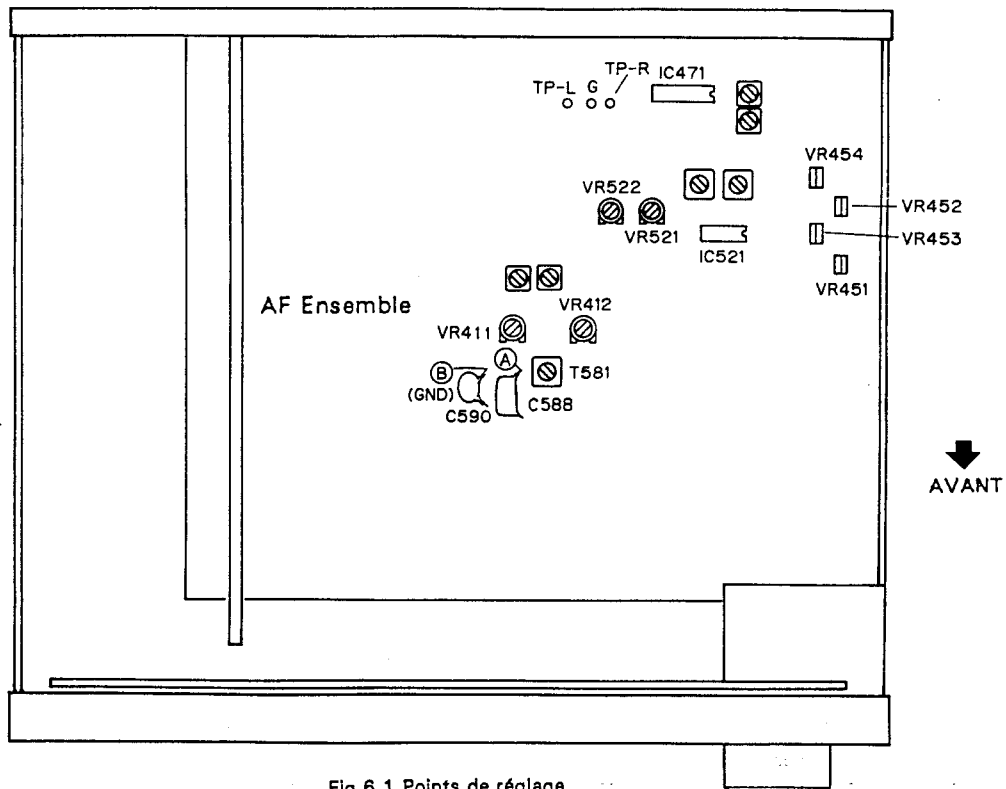 TP-R
TP-L G IC471
VR454
VR522
VR452
VR521
VR453
IC521
VR451
AF Ensemble
VR412
VR411
A
B
T581
(GND)
C590
C588
AVANT
Fig 6.1 Points de réglage